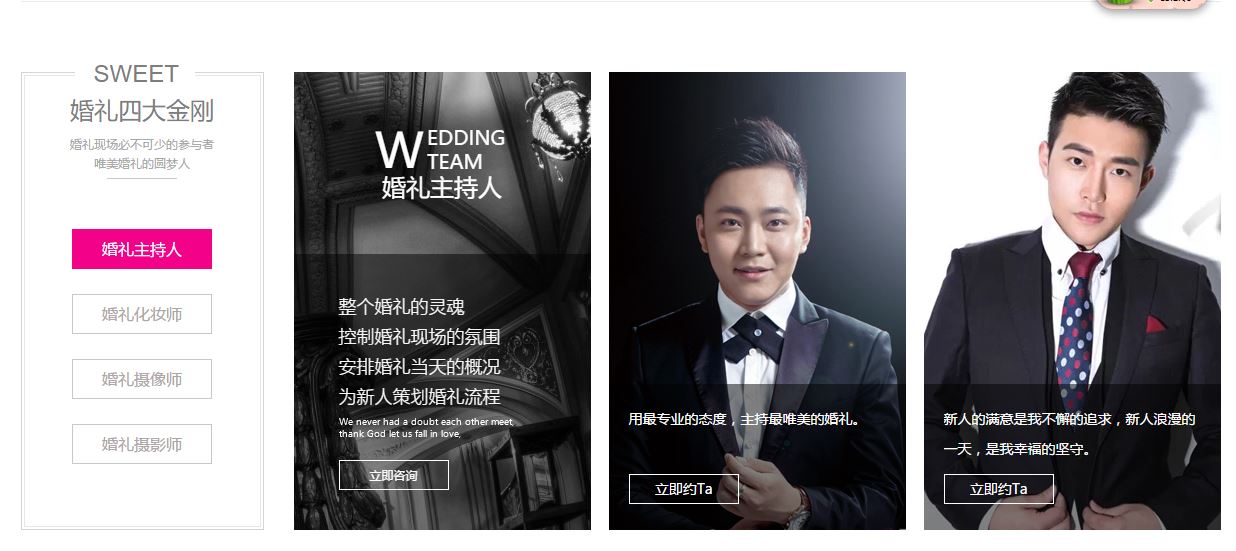 SWEET
婚礼四大金刚
婚礼现场必不可少的参与者
唯美婚礼的圆梦人
婚礼主持人
婚礼化妆师
婚礼摄像师
婚礼摄影师
WEDDING
TEAM
婚礼主持人
整个婚礼的灵魂
控制婚礼现场的氛围
安排婚礼当天的概况
为新人策划婚礼流程
We never had a doubt each other meet
thank God let us fall in love,
立即咨询
用最专业的态度，主持最唯美的婚礼。
立即约Ta
新人的满意是我不懈的追求，新人浪漫的
一天，是我幸福的坚守。
立即约Ta